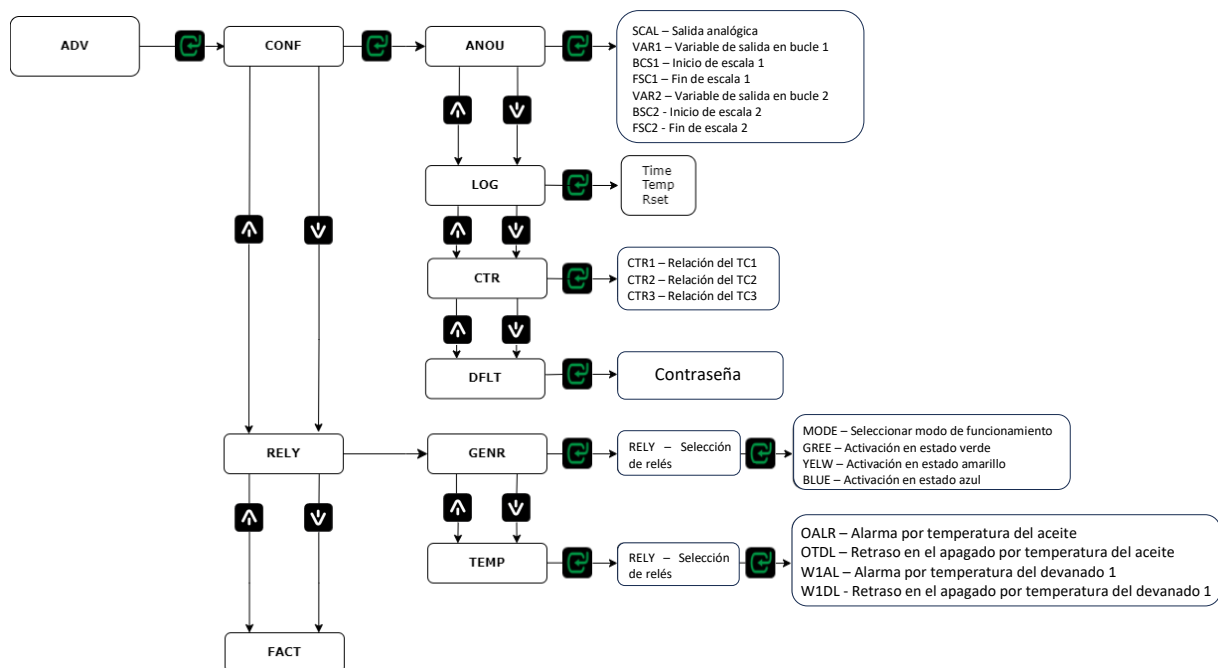 ADV
CONF
ANOU
SCAL – Salida analógica
VAR1 – Variable de salida en bucle 1
BCS1 – Inicio de escala 1
FSC1 – Fin de escala 1
VAR2 – Variable de salida en bucle 2
BSC2 - Inicio de escala 2
FSC2 - Fin de escala 2
LOG
Time
Temp
Rset
CTR
CTR1 – Relación del TC1
CTR2 – Relación del TC2
CTR3 – Relación del TC3
DFLT
Contraseña
RELY
GENR
RELY – Selección
de relés
MODE – Seleccionar modo de funcionamiento
GREE – Activación en estado verde
YELW – Activación en estado amarillo
BLUE – Activación en estado azul
TEMP
RELY – Selección
de relés
OALR – Alarma por temperatura del aceite
OTDL – Retraso en el apagado por temperatura del aceite
W1AL – Alarma por temperatura del devanado 1
W1DL - Retraso en el apagado por temperatura del devanado 1
FACT